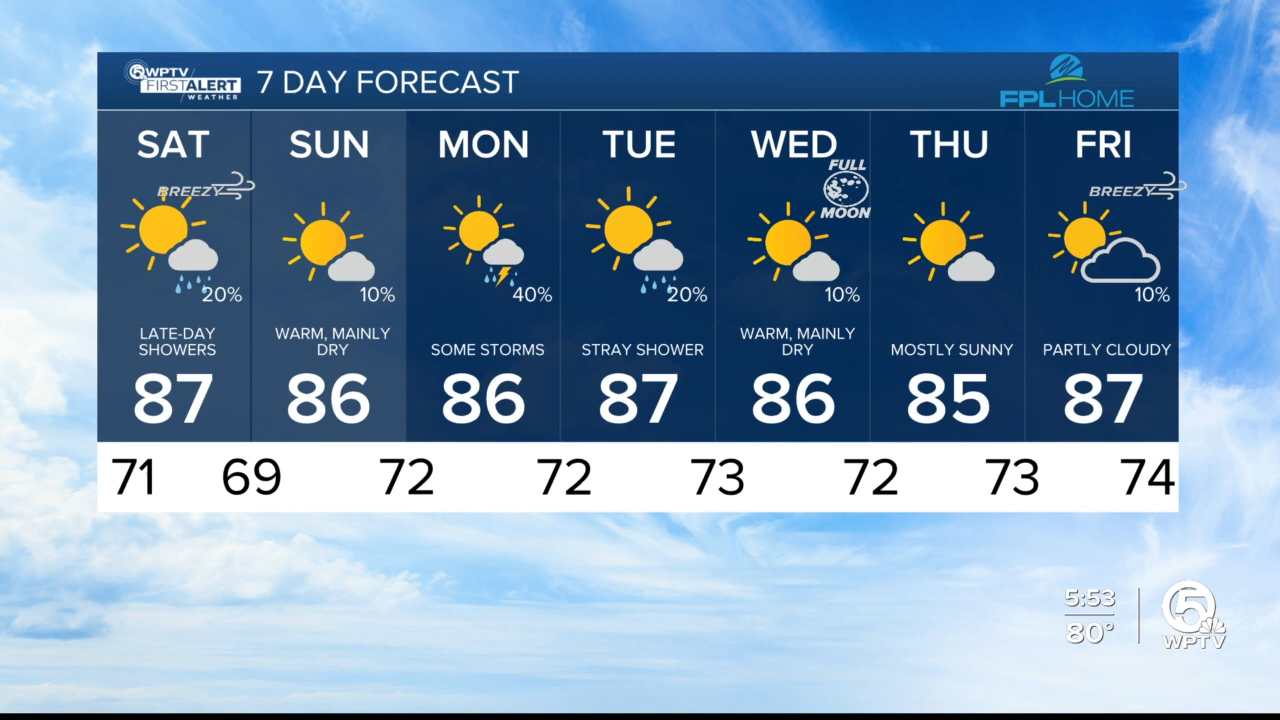 5 WPTV
FIRST ALERT
WEATHER
7 DAY FORECAST
FPL HOME
SAT
SUN
MON
TUE
WED
THU
FRI
BREEZY
FULL
MOON
BREEZY
20%
10%
40%
20%
10%
10%
LATE-DAY
SHOWERS
WARM, MAINLY
DRY
SOME STORMS
STRAY SHOWER
WARM, MAINLY
DRY
MOSTLY SUNNY
PARTLY CLOUDY
87
86
86
87
86
85
87
71
69
72
72
73
72
73
74
5:53
80°
5
WPTV